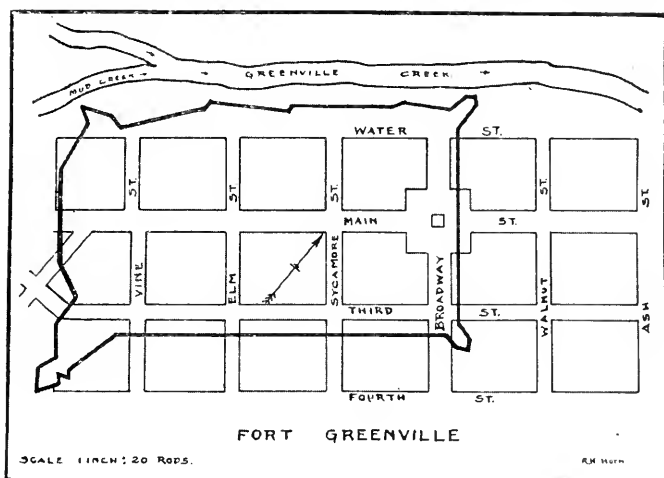 MUD CREEK
GREENVILLE CREEK
WATER ST.
ST. ST. ST. ST. ST.
MAIN ST.
VINE
ELM
SYCAMORE
BROADWAY
WALNUT
ASH
THIRD ST.
FOURTH ST.
FORT GREENVILLE
SCALE 1 INCH: 20 RODS.
R.H. Horn